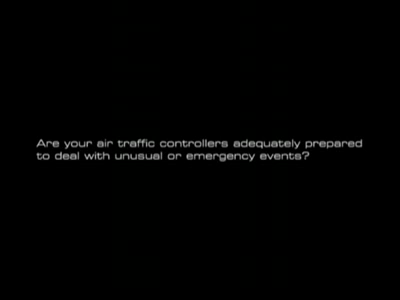 Are your air traffic controllers adequately prepared
to deal with unusual or emergency events?